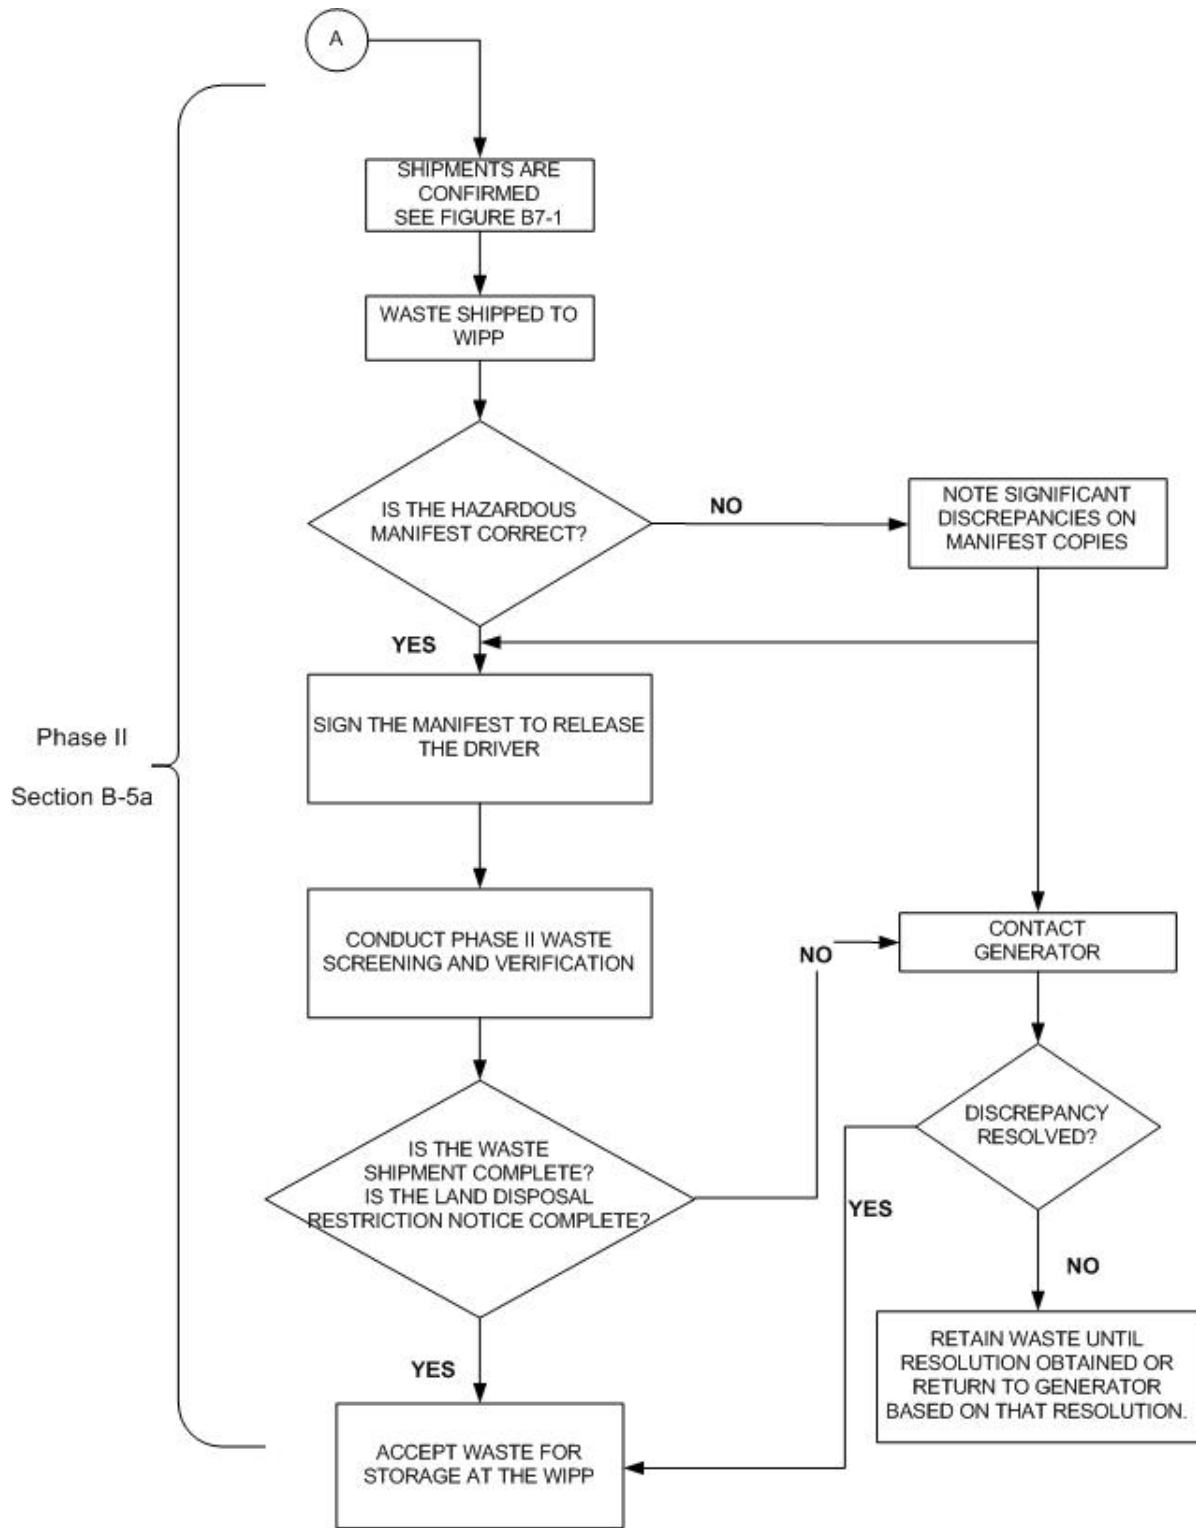 A
SHIPMENTS ARE
CONFIRMED
SEE FIGURE B7-1
WASTE SHIPPED TO
WIPP
IS THE HAZARDOUS
MANIFEST CORRECT?
NO
NOTE SIGNIFICANT
DISCREPANCIES ON
MANIFEST COPIES
YES
SIGN THE MANIFEST TO RELEASE
THE DRIVER
Phase II
Section B-5a
CONDUCT PHASE II WASTE
SCREENING AND VERIFICATION
NO
CONTACT
GENERATOR
IS THE WASTE
SHIPMENT COMPLETE?
IS THE LAND DISPOSAL
RESTRICTION NOTICE COMPLETE?
DISCREPANCY
RESOLVED?
YES
NO
RETAIN WASTE UNTIL
RESOLUTION OBTAINED OR
RETURN TO GENERATOR
BASED ON THAT RESOLUTION.
YES
ACCEPT WASTE FOR
STORAGE AT THE WIPP